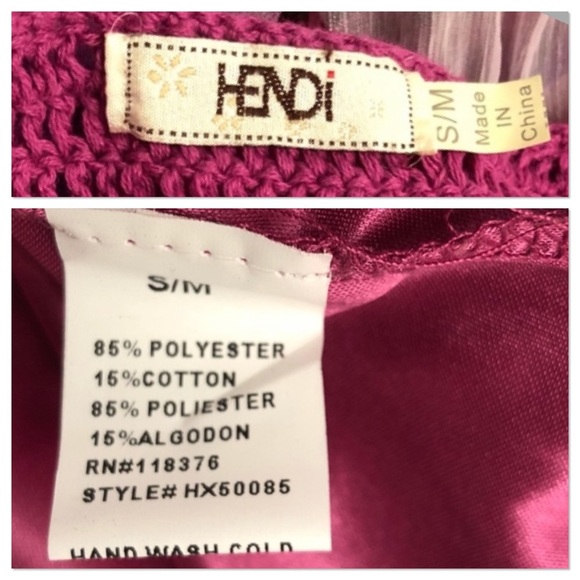 HENDi
S/M
Made
IN
China
S/M
85% POLYESTER
15%COTTON
85% POLIESTER
15%ALGODON
RN#118376
STYLE# HX50085
HAND WASH COLD